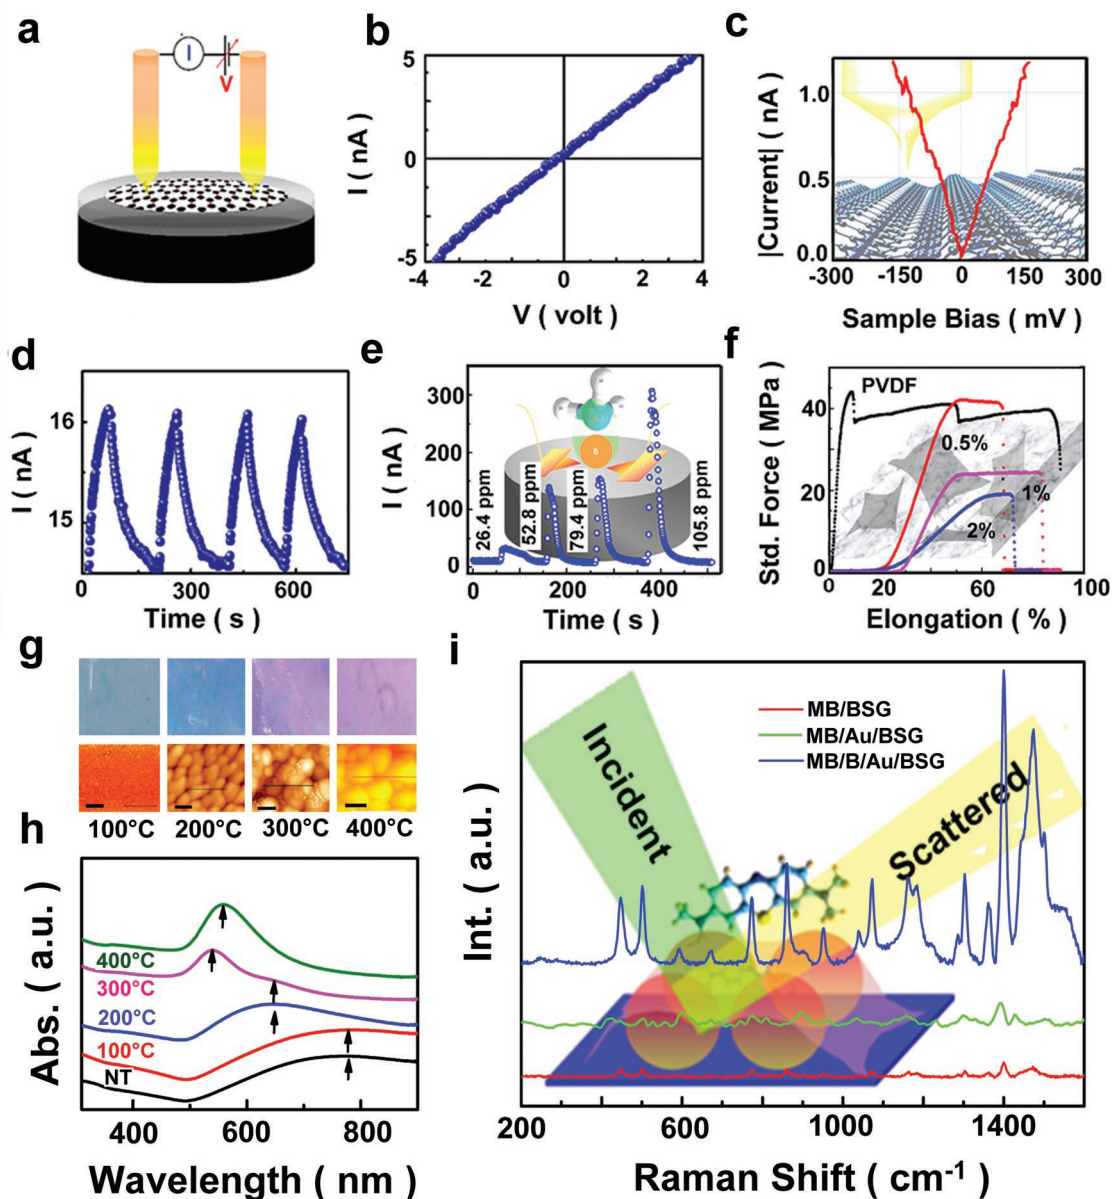 a
I
V
b
5
0
-5
I ( nA )
-4
-2
0
2
4
V ( volt )
c
1.0
0.5
0.0
|Current| ( nA )
-300
-150
0
150
300
Sample Bias ( mV )
d
16
15
I ( nA )
0
200
400
600
Time ( s )
e
300
200
100
0
I ( nA )
26.4 ppm
52.8 ppm
79.4 ppm
105.8 ppm
B
0
200
400
Time ( s )
f
40
20
0
Std. Force ( MPa )
PVDF
0.5%
1%
2%
0
20
40
60
80
100
Elongation ( % )
g
100°C
200°C
300°C
400°C
h
Abs. ( a.u. )
400°C
300°C
200°C
100°C
NT
400
600
800
Wavelength ( nm )
i
Int. ( a.u. )
Incident
Scattered
MB/BSG
MB/Au/BSG
MB/B/Au/BSG
200
600
1000
1400
Raman Shift ( cm⁻¹ )